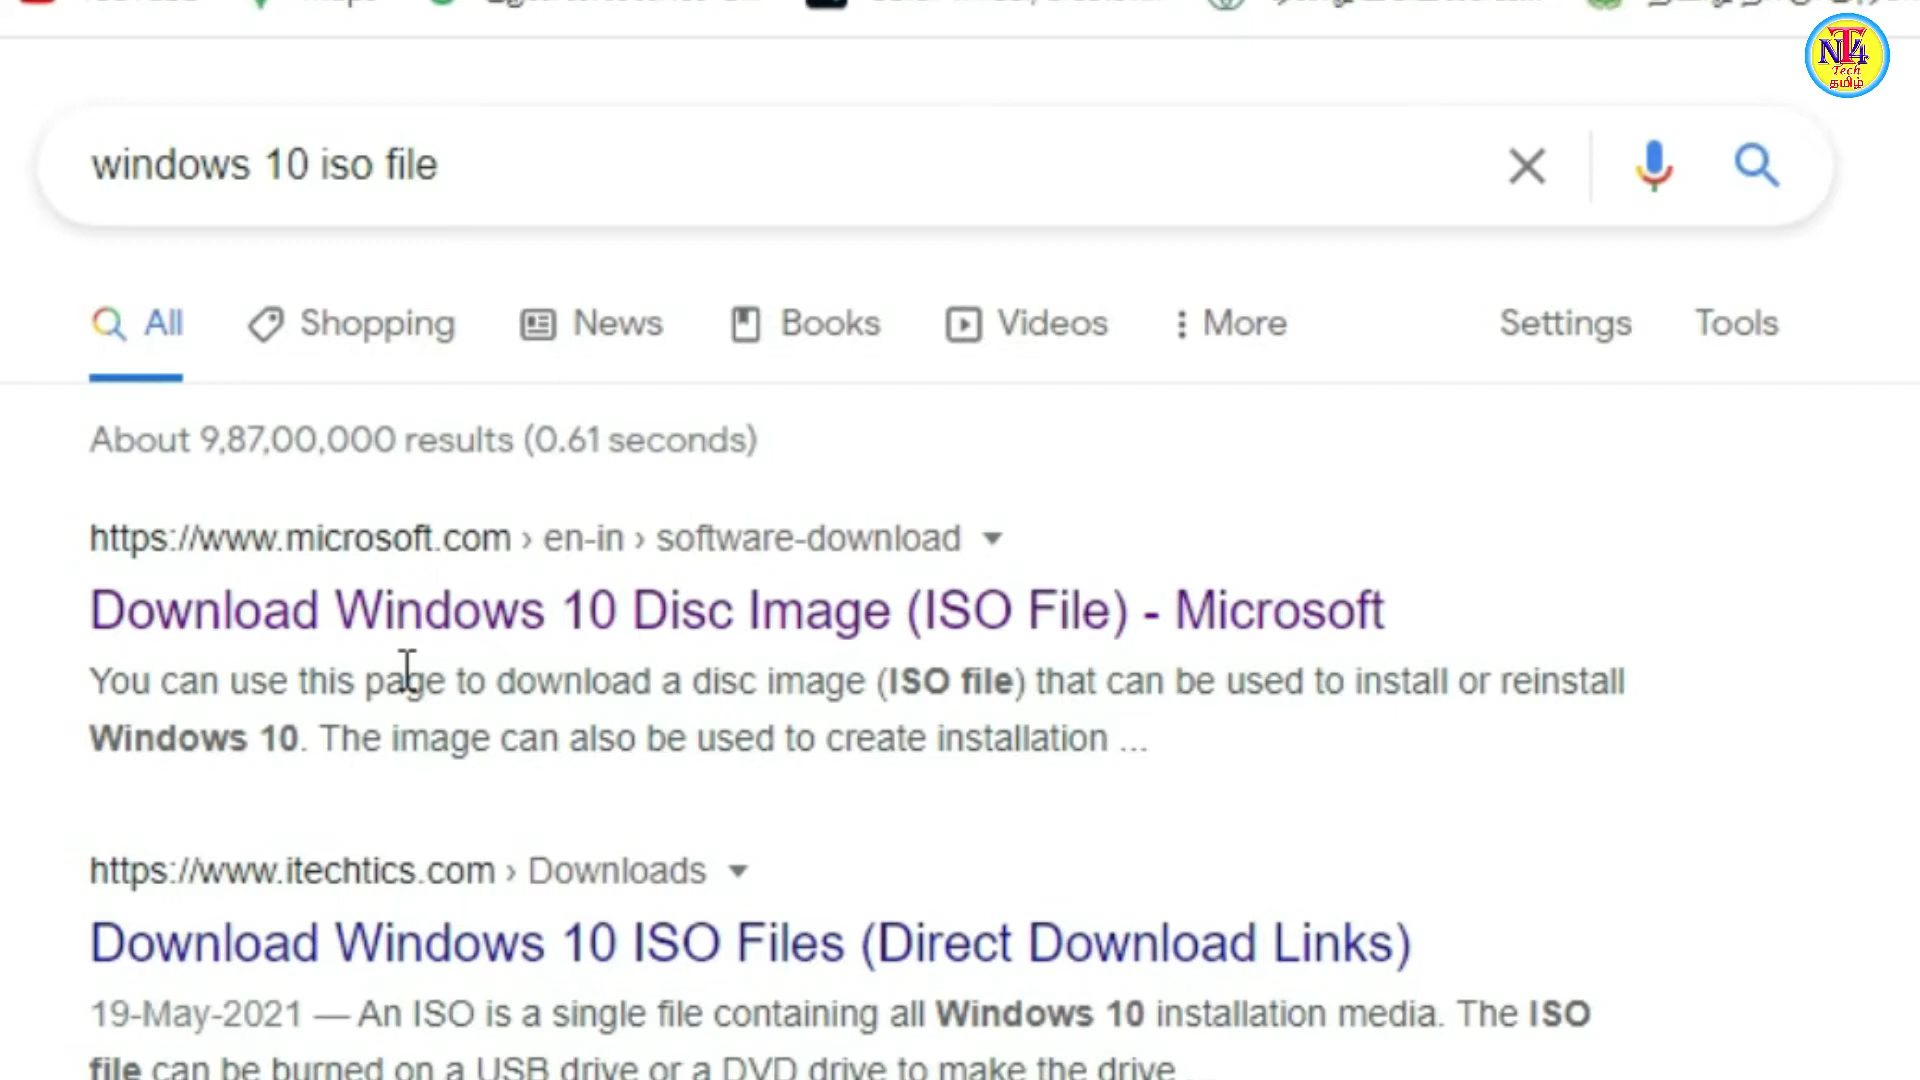 NT4
Tech
தமிழ்
windows 10 iso file
All Shopping News Books Videos More Settings Tools
About 9,87,00,000 results (0.61 seconds)
https://www.microsoft.com › en-in › software-download
Download Windows 10 Disc Image (ISO File) - Microsoft
You can use this page to download a disc image (ISO file) that can be used to install or reinstall
Windows 10. The image can also be used to create installation ...
https://www.itechtics.com › Downloads
Download Windows 10 ISO Files (Direct Download Links)
19-May-2021 — An ISO is a single file containing all Windows 10 installation media. The ISO
file can be burned on a USB drive or a DVD drive to make the drive ...